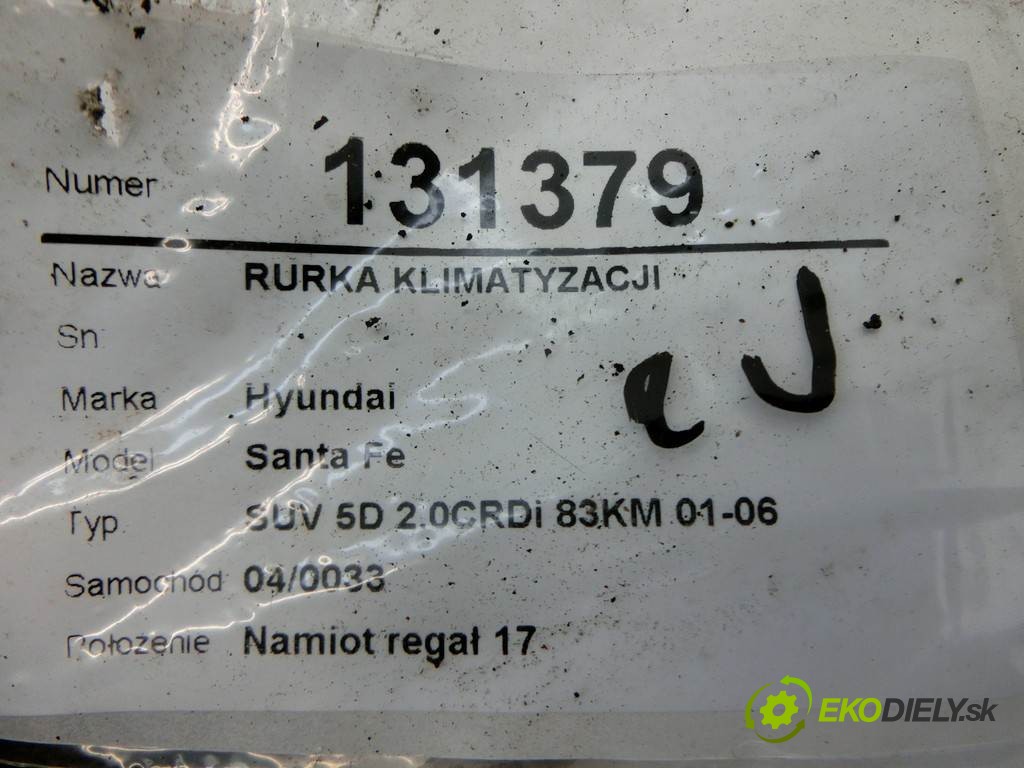 Numer 131379
Nazwa RURKA KLIMATYZACJI
Sn
Marka Hyundai
Model Santa Fe
Typ SUV 5D 2.0CRDi 83KM 01-06
Samochód 04/0033
Położenie Namiot regał 17
EKODIELY.sk